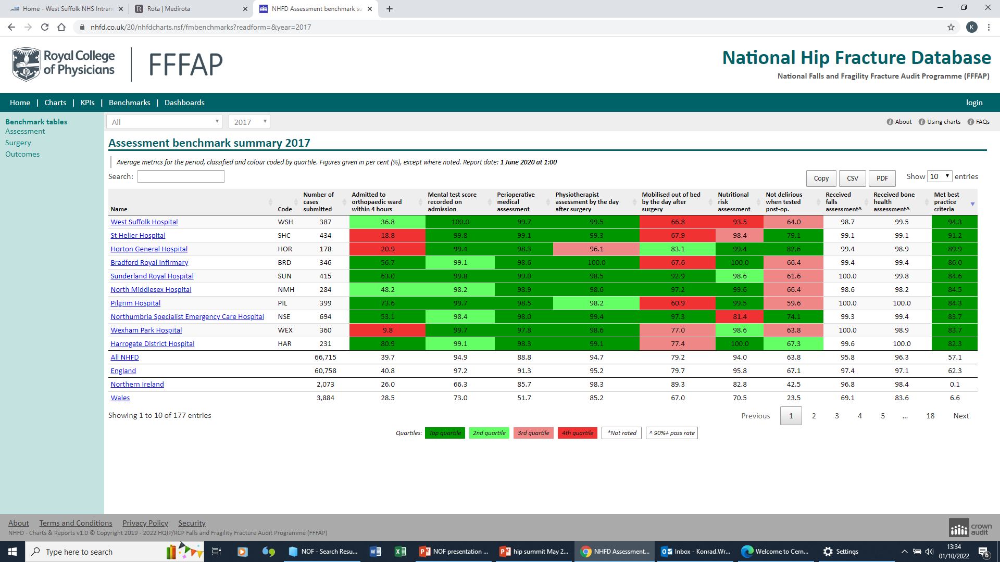 Home - West Suffolk NHS Intran
Rota | Medirota
NHFD Assessment benchmark su
nhfd.co.uk/20/nhfdcharts.nsf/fmbenchmarks?readform=&year=2017
K
Royal College
of Physicians
FFFAP
National Hip Fracture Database
National Falls and Fragility Fracture Audit Programme (FFFAP)
Home | Charts | KPIs | Benchmarks | Dashboards
login
Benchmark tables
Assessment
Surgery
Outcomes
All
2017
About
Using charts
FAQs
Assessment benchmark summary 2017
Average metrics for the period, classified and colour coded by quartile. Figures given in per cent (%), except where noted. Report date: 1 June 2020 at 1:00
Search:
Copy
CSV
PDF
Show 10 entries
Name
Code
Number of
cases
submitted
Admitted to
orthopaedic ward
within 4 hours
Mental test score
recorded on
admission
Perioperative
medical
assessment
Physiotherapist
assessment by the day
after surgery
Mobilised out of bed
by the day after
surgery
Nutritional
risk
assessment
Not delirious
when tested
post-op.
Received
falls
assessment^
Received bone
health
assessment^
Met best
practice
criteria
West Suffolk Hospital WSH 387 36.8 100.0 99.7 99.5 66.8 93.5 64.0 98.7 99.5 94.3
St Helier Hospital SHC 434 18.8 99.8 99.1 99.3 67.9 98.4 79.1 99.1 99.1 91.2
Horton General Hospital HOR 178 20.9 99.4 98.3 96.1 83.1 99.4 82.6 99.4 98.9 89.9
Bradford Royal Infirmary BRD 346 56.7 99.1 98.6 100.0 67.6 100.0 66.4 99.4 99.4 86.0
Sunderland Royal Hospital SUN 415 63.0 99.8 99.0 98.5 92.9 98.6 61.6 100.0 99.8 84.6
North Middlesex Hospital NMH 284 48.2 98.2 98.9 98.6 97.2 99.6 66.4 98.6 98.2 84.5
Pilgrim Hospital PIL 399 73.6 99.7 98.5 98.2 60.9 99.5 59.6 100.0 100.0 84.3
Northumbria Specialist Emergency Care Hospital NSE 694 53.1 98.4 98.0 99.4 97.3 81.4 74.1 99.3 99.4 83.7
Wexham Park Hospital WEX 360 9.8 99.7 97.8 98.6 77.0 98.6 63.8 100.0 98.9 83.7
Harrogate District Hospital HAR 231 80.9 99.1 98.3 99.1 77.4 100.0 67.3 99.6 100.0 82.3
All NHFD 66,715 39.7 94.9 88.8 94.7 79.2 94.0 63.8 95.8 96.3 57.1
England 60,758 40.8 97.2 91.3 95.2 79.7 95.8 67.1 97.4 97.1 62.3
Northern Ireland 2,073 26.0 66.3 85.7 98.3 89.3 82.8 42.5 96.8 98.4 0.1
Wales 3,884 28.5 73.0 51.7 85.2 67.0 70.5 23.5 69.1 83.6 6.6
Showing 1 to 10 of 177 entries
Previous 1 2 3 4 5 ... 18 Next
Quartiles: Top quartile 2nd quartile 3rd quartile 4th quartile *Not rated ^ 90%+ pass rate
About Terms and Conditions Privacy Policy Security
NHFD - Charts & Reports v1.0 © Copyright 2019 - 2022 HQIP/RCP Falls and Fragility Fracture Audit Programme (FFFAP)
crown
audit
Type here to search
NOF - Search Resu...
NOF presentation ...
hip summit May 2...
NHFD Assessment...
Inbox - Konrad.Wr...
Welcome to Cern...
Settings
13:34
01/10/2022
6